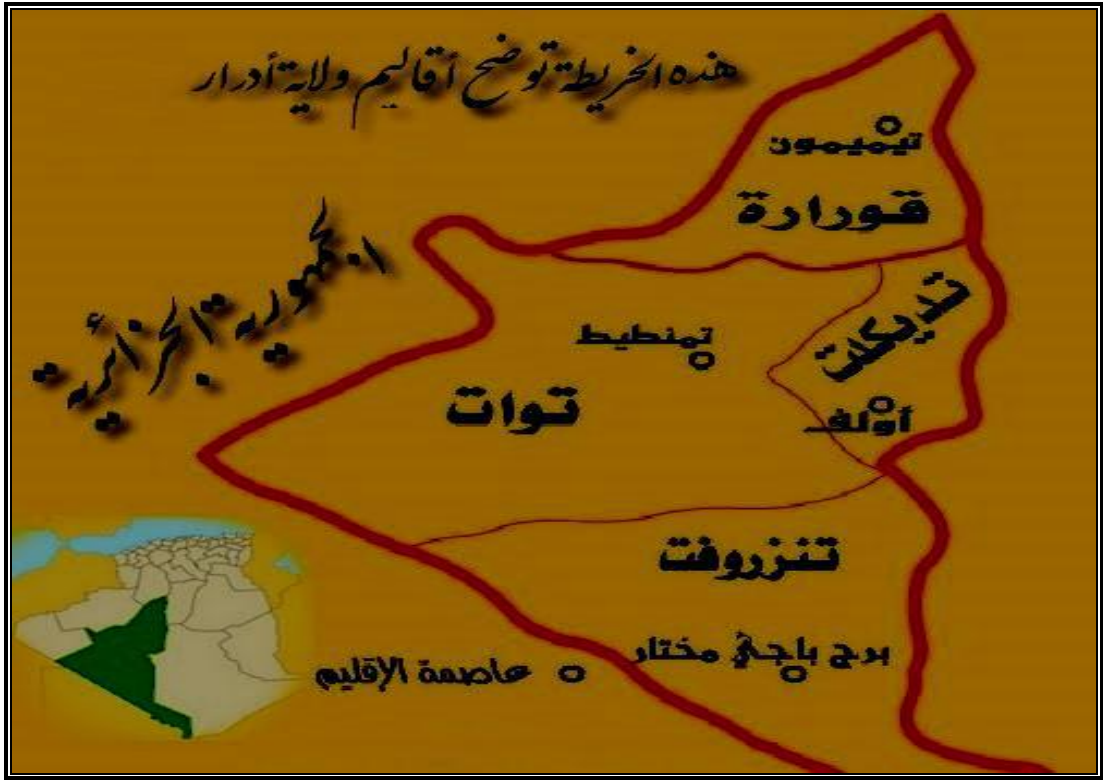 هذه الخريطة توضح أقاليم ولاية أدرار
الجمهورية الجزائرية
تيميمون
قورارة
تديكلت
تمنطيط
أولف
توات
تنزروفت
برج باجي مختار
عاصمة الإقليم